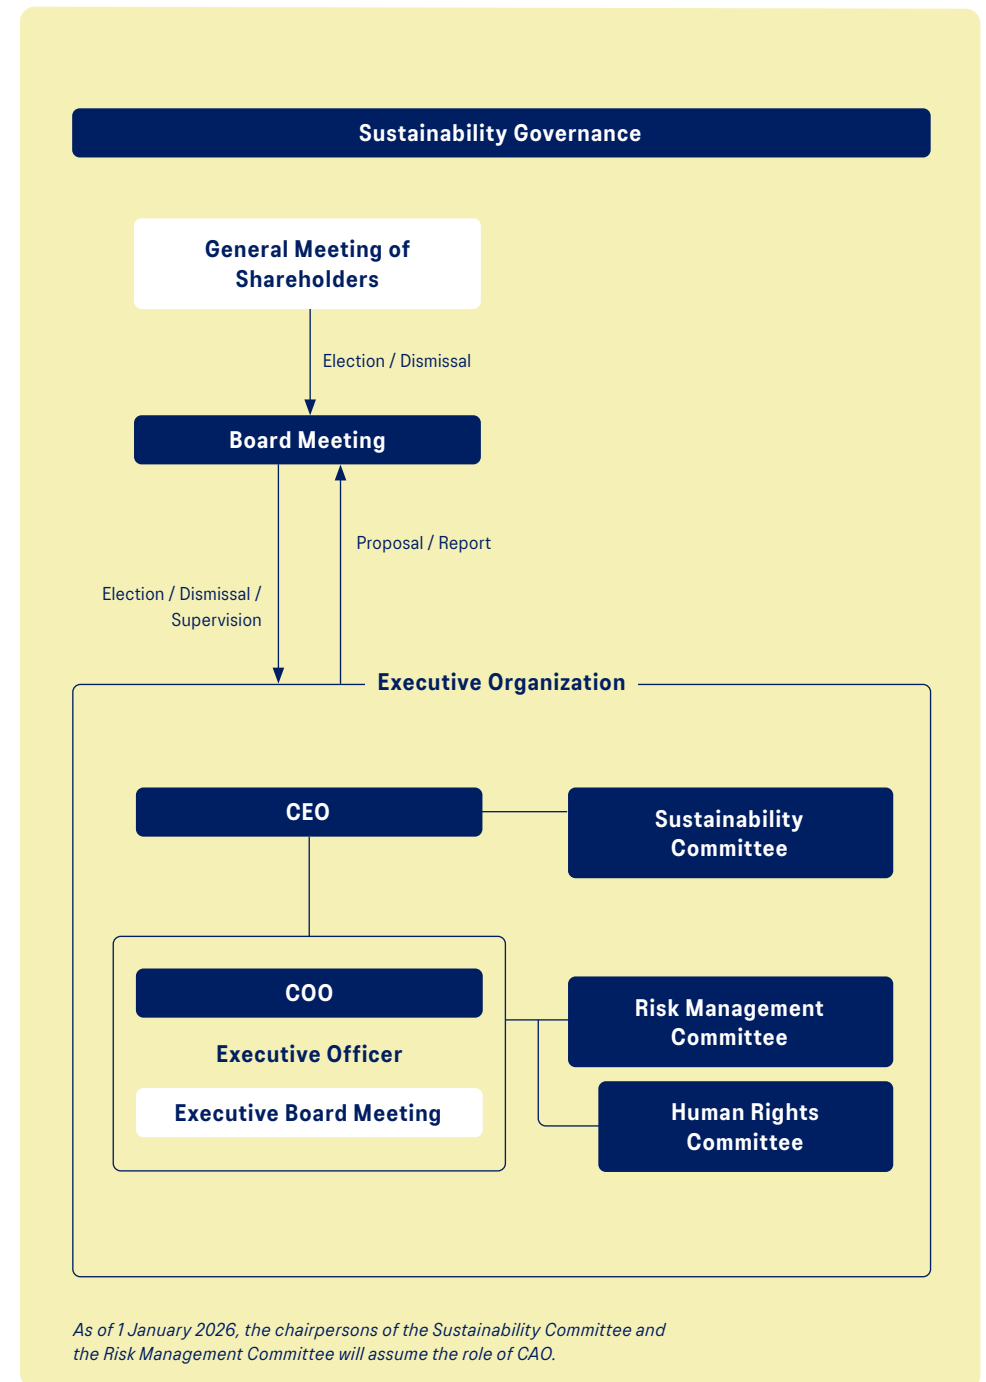 Sustainability Governance
General Meeting of
Shareholders
Election / Dismissal
Board Meeting
Proposal / Report
Election / Dismissal /
Supervision
Executive Organization
CEO
Sustainability
Committee
COO
Executive Officer
Executive Board Meeting
Risk Management
Committee
Human Rights
Committee
As of 1 January 2026, the chairpersons of the Sustainability Committee and
the Risk Management Committee will assume the role of CAO.